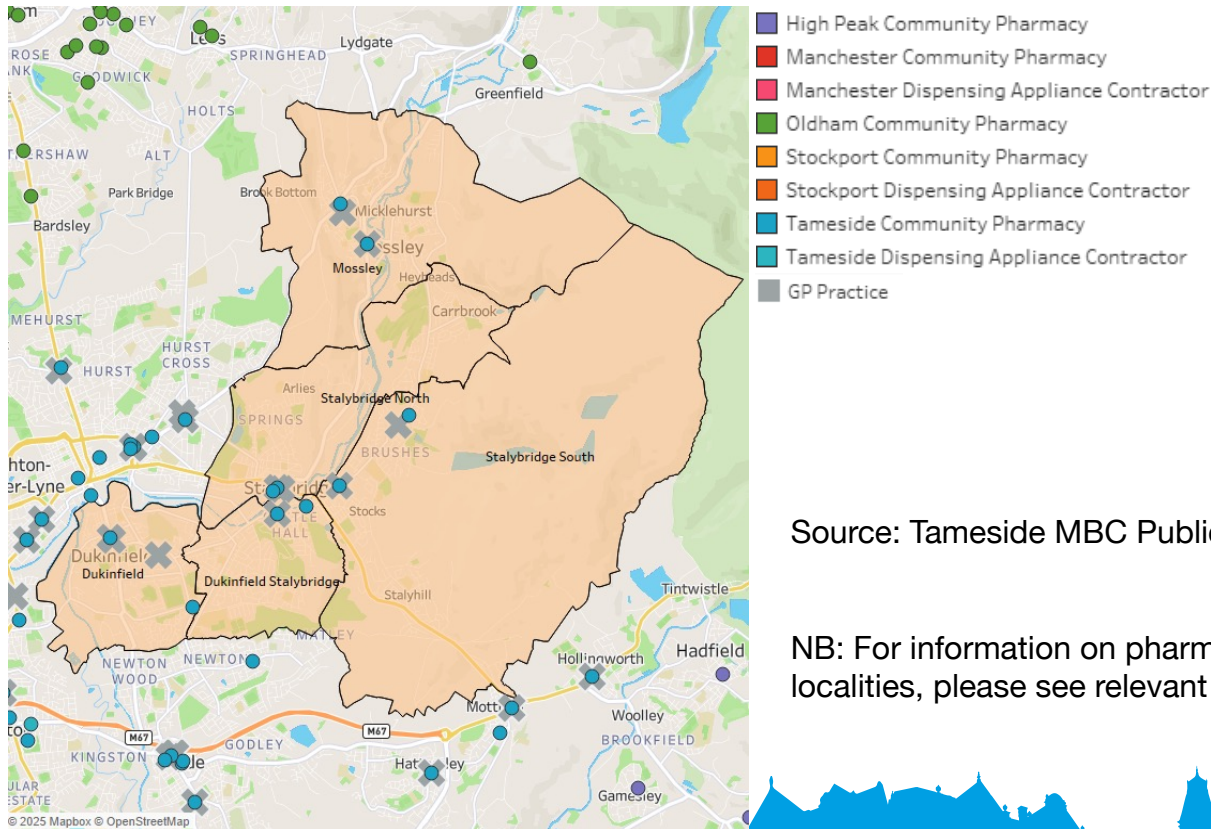 Lydgate
SPRINGHEAD
Greenfield
HOLTS
ALT
Park Bridge
Bardsley
Brook Bottom
Micklehurst
Mossley
Heyheads
Carrbrook
HURST
CROSS
HURST
Arlies
SPRINGS
Stalybridge North
BRUSHES
Stalybridge South
Stocks
HALL
Dukinfield
Dukinfield Stalybridge
Stalyhill
MATLEY
Tintwistle
Hadfield
Hollingworth
NEWTON
WOOD
NEWTON
Woolley
BROOKFIELD
M67
M67
KINGSTON
GODLEY
Gamesley
© 2025 Mapbox © OpenStreetMap
High Peak Community Pharmacy
Manchester Community Pharmacy
Manchester Dispensing Appliance Contractor
Oldham Community Pharmacy
Stockport Community Pharmacy
Stockport Dispensing Appliance Contractor
Tameside Community Pharmacy
Tameside Dispensing Appliance Contractor
GP Practice
Source: Tameside MBC Public
NB: For information on pharm
localities, please see relevant